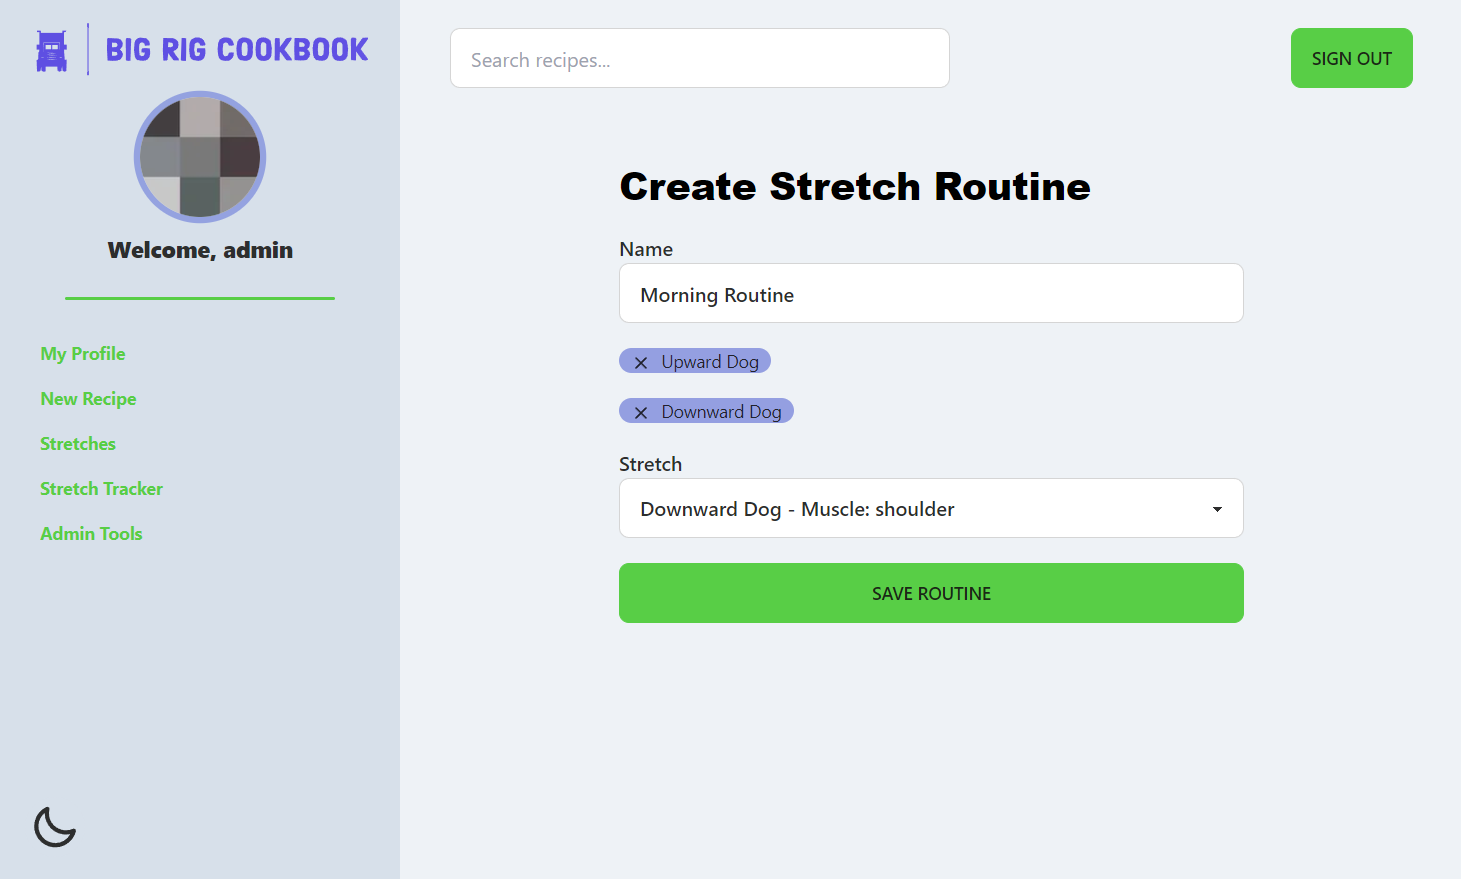 BIG RIG COOKBOOK
Welcome, admin
My Profile
New Recipe
Stretches
Stretch Tracker
Admin Tools
Search recipes...
SIGN OUT
Create Stretch Routine
Name
Morning Routine
Upward Dog
Downward Dog
Stretch
Downward Dog - Muscle: shoulder
SAVE ROUTINE